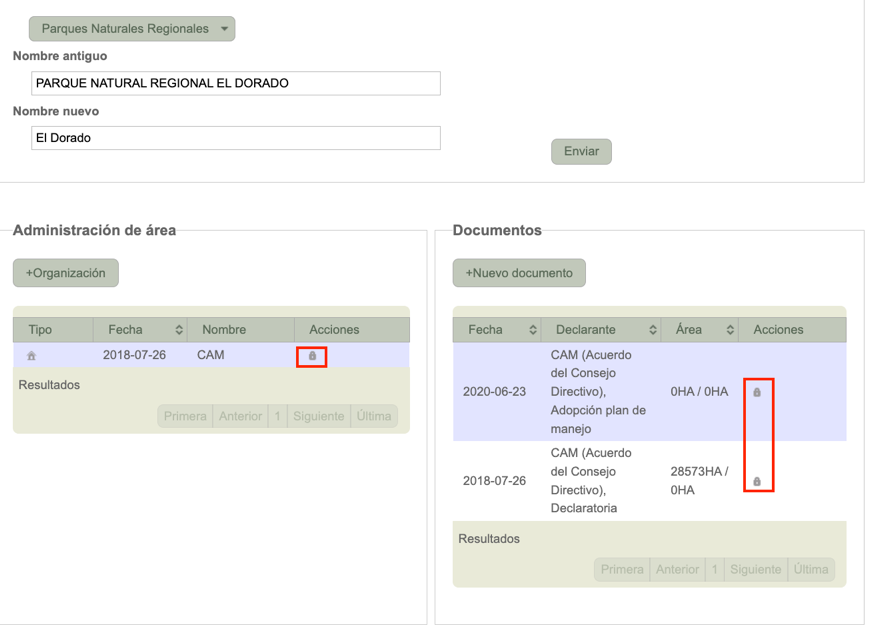 Parques Naturales Regionales
Nombre antiguo
PARQUE NATURAL REGIONAL EL DORADO
Nombre nuevo
El Dorado
Enviar
Administración de área
+Organización
Tipo Fecha Nombre Acciones
2018-07-26 CAM
Resultados
Primera Anterior 1 Siguiente Última
Documentos
+Nuevo documento
Fecha Declarante Área Acciones
CAM (Acuerdo
del Consejo
2020-06-23 Directivo), 0HA / 0HA
Adopción plan de
manejo
CAM (Acuerdo
del Consejo 28573HA /
2018-07-26 Directivo), 0HA
Declaratoria
Resultados
Primera Anterior 1 Siguiente Última